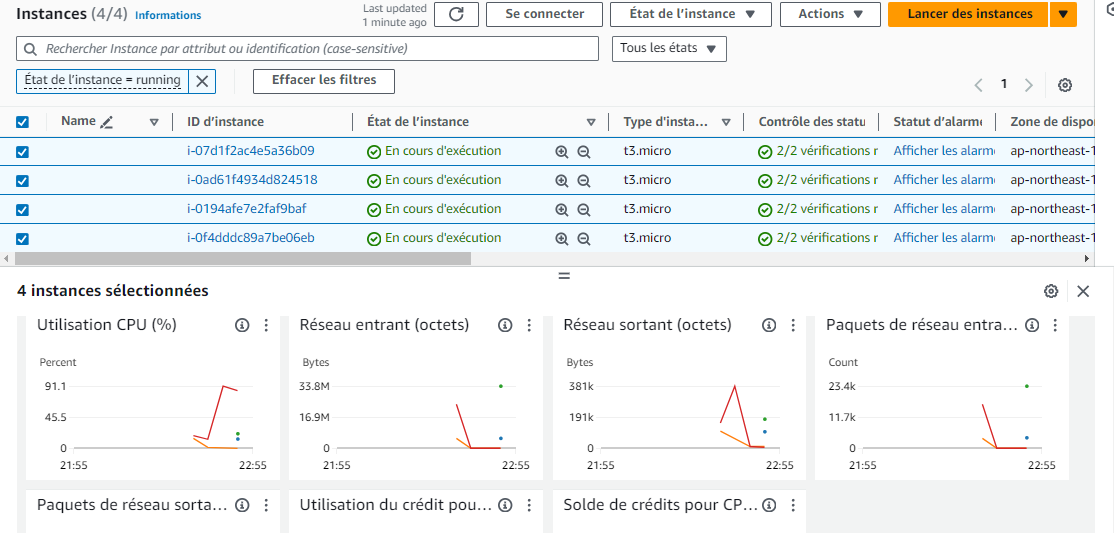 Instances (4/4) Informations
Last updated
1 minute ago
Se connecter
État de l'instance
Actions
Lancer des instances
Rechercher Instance par attribut ou identification (case-sensitive)
Tous les états
État de l'instance = running
Effacer les filtres
1
Name ID d'instance État de l'instance Type d'insta... Contrôle des statu Statut d'alarme Zone de dispo
i-07d1f2ac4e5a36b09 En cours d'exécution t3.micro 2/2 vérifications r Afficher les alarme ap-northeast-1
i-0ad61f4934d824518 En cours d'exécution t3.micro 2/2 vérifications r Afficher les alarme ap-northeast-1
i-0194afe7e2faf9baf En cours d'exécution t3.micro 2/2 vérifications r Afficher les alarme ap-northeast-1
i-0f4dddc89a7be06eb En cours d'exécution t3.micro 2/2 vérifications r Afficher les alarme ap-northeast-1
4 instances sélectionnées
Utilisation CPU (%)
Percent
91.1
45.5
0
21:55 22:55
Réseau entrant (octets)
Bytes
33.8M
16.9M
0
21:55 22:55
Réseau sortant (octets)
Bytes
381k
191k
0
21:55 22:55
Paquets de réseau entra...
Count
23.4k
11.7k
0
21:55 22:55
Paquets de réseau sorta...
Utilisation du crédit pou...
Solde de crédits pour CP...